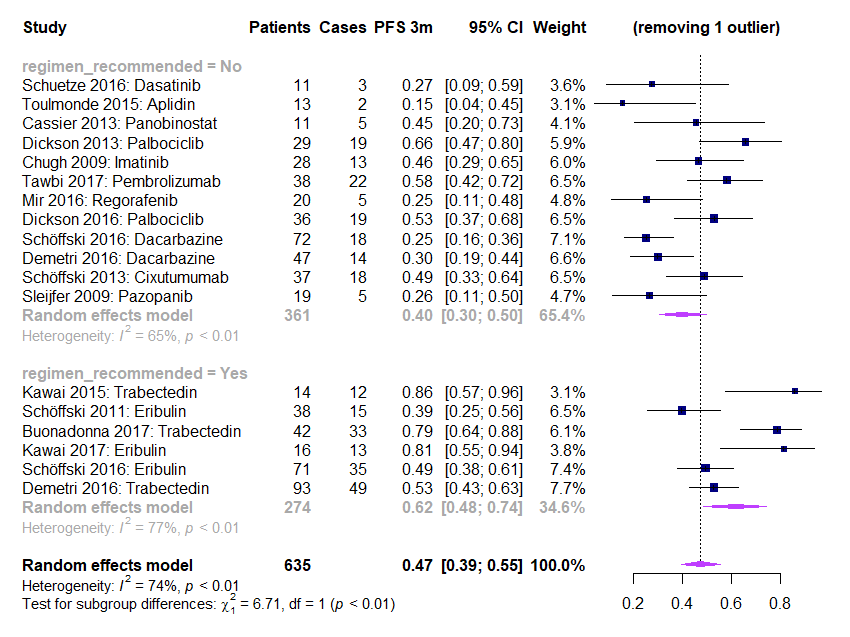 Study Patients Cases PFS 3m 95% CI Weight (removing 1 outlier)
regimen_recommended = No
Schuetze 2016: Dasatinib 11 3 0.27 [0.09; 0.59] 3.6%
Toulmonde 2015: Aplidin 13 2 0.15 [0.04; 0.45] 3.1%
Cassier 2013: Panobinostat 11 5 0.45 [0.20; 0.73] 4.1%
Dickson 2013: Palbociclib 29 19 0.66 [0.47; 0.80] 5.9%
Chugh 2009: Imatinib 28 13 0.46 [0.29; 0.65] 6.0%
Tawbi 2017: Pembrolizumab 38 22 0.58 [0.42; 0.72] 6.5%
Mir 2016: Regorafenib 20 5 0.25 [0.11; 0.48] 4.8%
Dickson 2016: Palbociclib 36 19 0.53 [0.37; 0.68] 6.5%
Schöffski 2016: Dacarbazine 72 18 0.25 [0.16; 0.36] 7.1%
Demetri 2016: Dacarbazine 47 14 0.30 [0.19; 0.44] 6.6%
Schöffski 2013: Cixutumumab 37 18 0.49 [0.33; 0.64] 6.5%
Sleijfer 2009: Pazopanib 19 5 0.26 [0.11; 0.50] 4.7%
Random effects model 361 0.40 [0.30; 0.50] 65.4%
Heterogeneity: I² = 65%, p < 0.01
regimen_recommended = Yes
Kawai 2015: Trabectedin 14 12 0.86 [0.57; 0.96] 3.1%
Schöffski 2011: Eribulin 38 15 0.39 [0.25; 0.56] 6.5%
Buonadonna 2017: Trabectedin 42 33 0.79 [0.64; 0.88] 6.1%
Kawai 2017: Eribulin 16 13 0.81 [0.55; 0.94] 3.8%
Schöffski 2016: Eribulin 71 35 0.49 [0.38; 0.61] 7.4%
Demetri 2016: Trabectedin 93 49 0.53 [0.43; 0.63] 7.7%
Random effects model 274 0.62 [0.48; 0.74] 34.6%
Heterogeneity: I² = 77%, p < 0.01
Random effects model 635 0.47 [0.39; 0.55] 100.0%
Heterogeneity: I² = 74%, p < 0.01
Test for subgroup differences: χ²₁ = 6.71, df = 1 (p < 0.01)
0.2 0.4 0.6 0.8